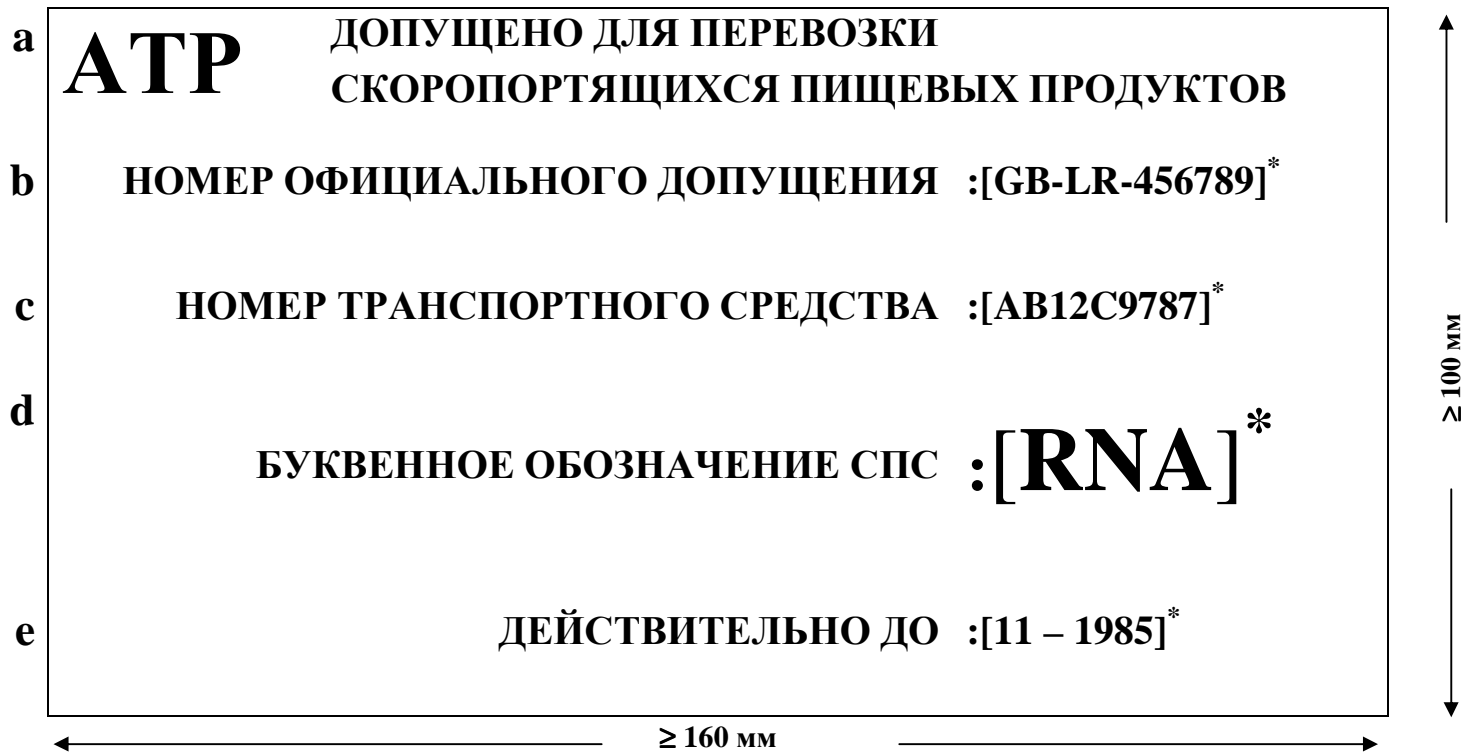 a ATP ДОПУЩЕНО ДЛЯ ПЕРЕВОЗКИ
СКОРОПОРТЯЩИХСЯ ПИЩЕВЫХ ПРОДУКТОВ
b НОМЕР ОФИЦИАЛЬНОГО ДОПУЩЕНИЯ :[GB-LR-456789]*
c НОМЕР ТРАНСПОРТНОГО СРЕДСТВА :[AB12C9787]*
d
БУКВЕННОЕ ОБОЗНАЧЕНИЕ СПС :[RNA]*
e ДЕЙСТВИТЕЛЬНО ДО :[11 – 1985]*
≥ 160 мм
≥ 100 мм